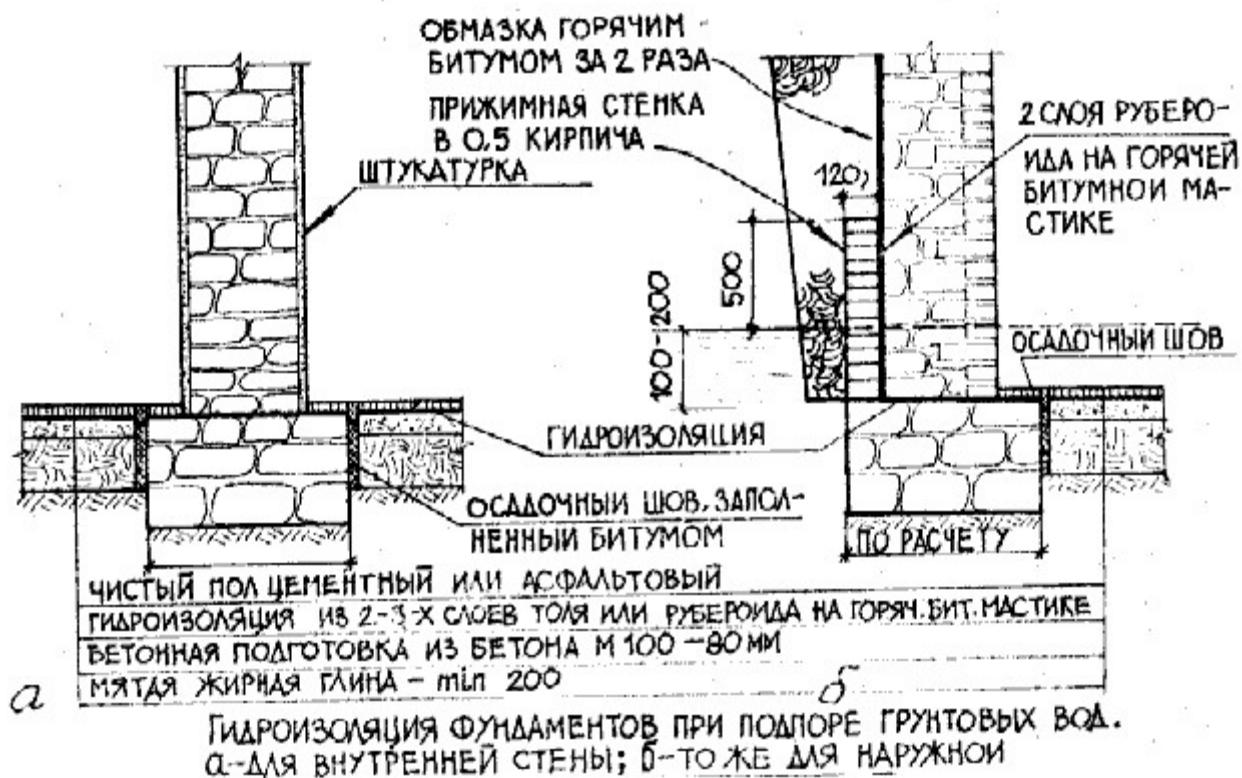 ОБМАЗКА ГОРЯЧИМ
БИТУМОМ ЗА 2 РАЗА
ПРИЖИМНАЯ СТЕНКА
В 0,5 КИРПИЧА
ШТУКАТУРКА
2 СЛОЯ РУБЕРО-
ИДА НА ГОРЯЧЕЙ
БИТУМНОЙ МА-
СТИКЕ
120
500
100-200
ОСАДОЧНЫЙ ШОВ
ГИДРОИЗОЛЯЦИЯ
ОСАДОЧНЫЙ ШОВ, ЗАПОЛ-
НЕННЫЙ БИТУМОМ
ПО РАСЧЕТУ
ЧИСТЫЙ ПОЛ ЦЕМЕНТНЫЙ ИЛИ АСФАЛЬТОВЫЙ
ГИДРОИЗОЛЯЦИЯ ИЗ 2-3-Х СЛОЕВ ТОЛЯ ИЛИ РУБЕРОИДА НА ГОРЯЧ. БИТ. МАСТИКЕ
БЕТОННАЯ ПОДГОТОВКА ИЗ БЕТОНА М 100 – 80 ММ
МЯТАЯ ЖИРНАЯ ГЛИНА – min 200
а
б
ГИДРОИЗОЛЯЦИЯ ФУНДАМЕНТОВ ПРИ ПОДПОРЕ ГРУНТОВЫХ ВОД.
а-ДЛЯ ВНУТРЕННЕЙ СТЕНЫ; б-ТО ЖЕ ДЛЯ НАРУЖНОЙ